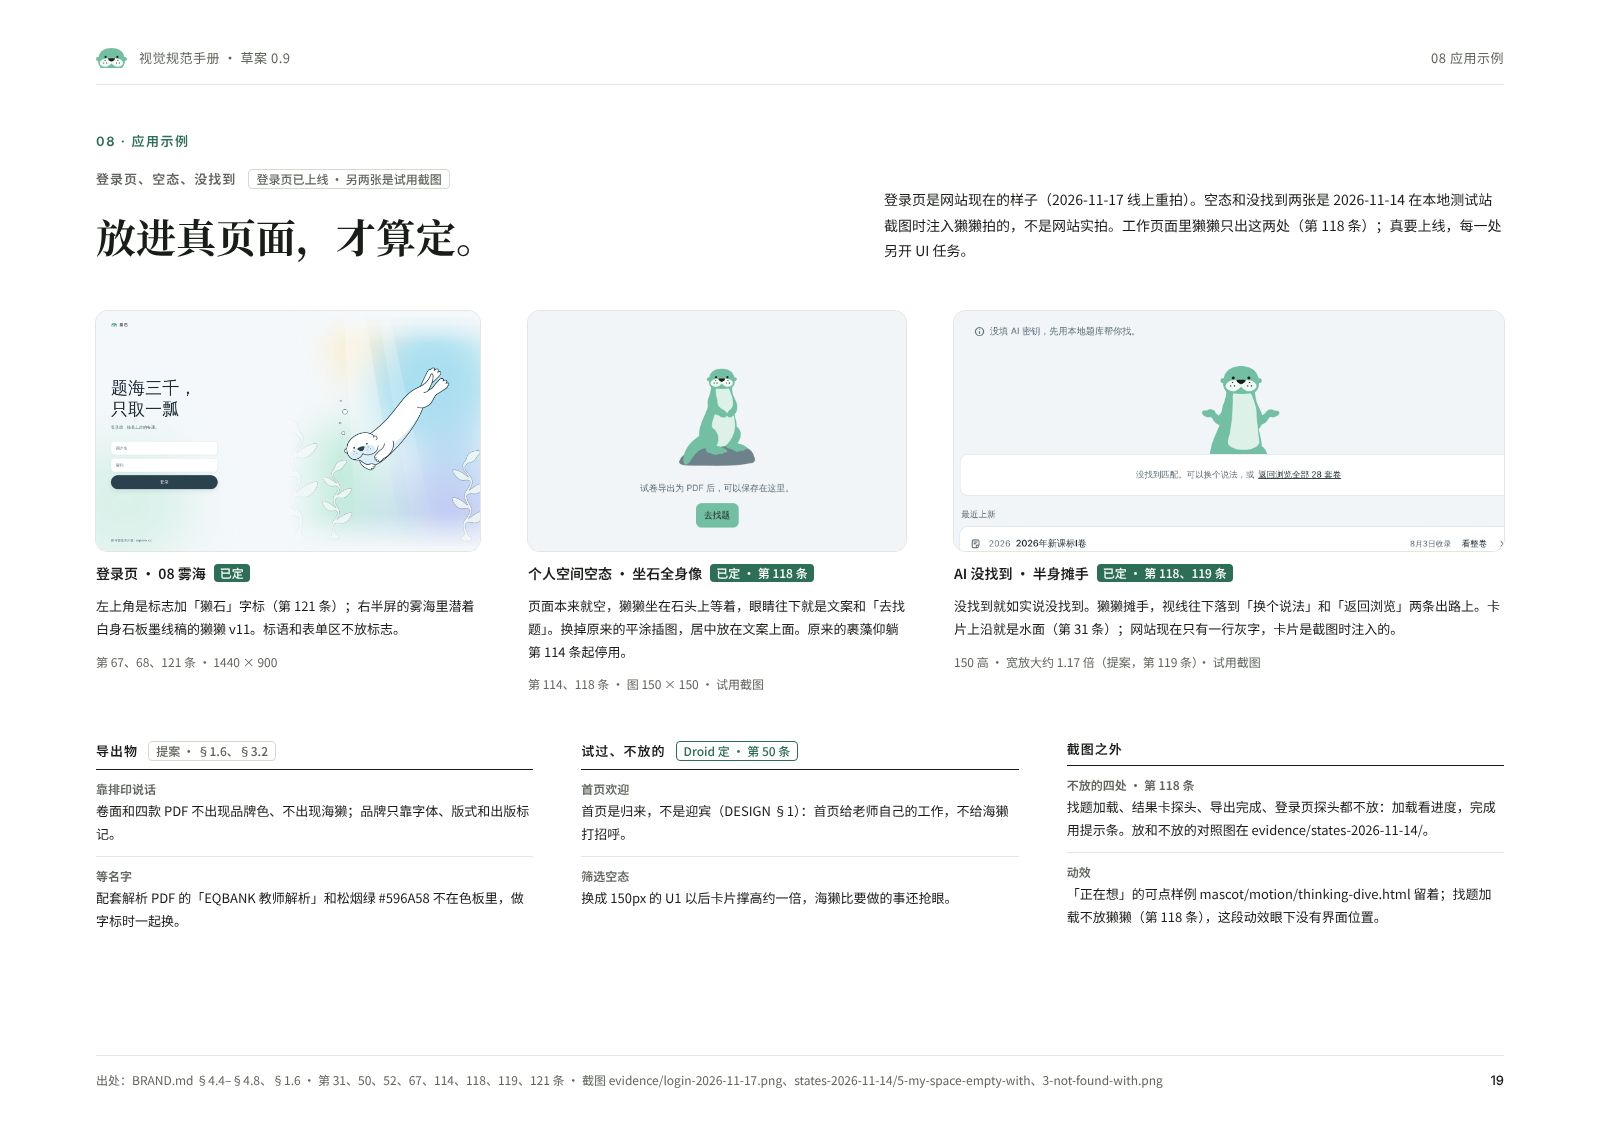 视觉规范手册 · 草案 0.9
08 应用示例
08 · 应用示例
登录页、空态、没找到
登录页已上线 · 另两张是试用截图
放进真页面，才算定。
登录页是网站现在的样子（2026-11-17 线上重拍）。空态和没找到两张是 2026-11-14 在本地测试站
截图时注入獭獭拍的，不是网站实拍。工作页面里獭獭只出这两处（第 118 条）；真要上线，每一处
另开 UI 任务。
题海三千，
只取一瓢
登录
试卷导出为 PDF 后，可以保存在这里。
去找题
没填 AI 密钥，先用本地题库帮你找。
没找到匹配。可以换个说法，或 返回浏览全部 28 套卷
最近上新
2026 2026年新课标I卷
8月3日收录 看整卷
登录页 · 08 雾海 已定
左上角是标志加「獭石」字标（第 121 条）；右半屏的雾海里潜着
白身石板墨线稿的獭獭 v11。标语和表单区不放标志。
第 67、68、121 条 · 1440 × 900
个人空间空态 · 坐石全身像 已定 · 第 118 条
页面本来就空，獭獭坐在石头上等着，眼睛往下就是文案和「去找
题」。换掉原来的平涂插图，居中放在文案上面。原来的裹藻仰躺
第 114 条起停用。
第 114、118 条 · 图 150 × 150 · 试用截图
AI 没找到 · 半身摊手 已定 · 第 118、119 条
没找到就如实说没找到。獭獭摊手，视线往下落到「换个说法」和「返回浏览」两条出路上。卡
片上沿就是水面（第 31 条）；网站现在只有一行灰字，卡片是截图时注入的。
150 高 · 宽放大约 1.17 倍（提案，第 119 条）· 试用截图
导出物 提案 · §1.6、§3.2
靠排印说话
卷面和四款 PDF 不出现品牌色、不出现海獭；品牌只靠字体、版式和出版标
记。
等名字
配套解析 PDF 的「EQBANK 教师解析」和松烟绿 #596A58 不在色板里，做
字标时一起换。
试过、不放的 Droid 定 · 第 50 条
首页欢迎
首页是归来，不是迎宾（DESIGN §1）：首页给老师自己的工作，不给海獭
打招呼。
筛选空态
换成 150px 的 U1 以后卡片撑高约一倍，海獭比要做的事还抢眼。
截图之外
不放的四处 · 第 118 条
找题加载、结果卡探头、导出完成、登录页探头都不放：加载看进度，完成
用提示条。放和不放的对照图在 evidence/states-2026-11-14/。
动效
「正在想」的可点样例 mascot/motion/thinking-dive.html 留着；找题加
载不放獭獭（第 118 条），这段动效眼下没有界面位置。
出处：BRAND.md §4.4–§4.8、§1.6 · 第 31、50、52、67、114、118、119、121 条 · 截图 evidence/login-2026-11-17.png、states-2026-11-14/5-my-space-empty-with、3-not-found-with.png
19